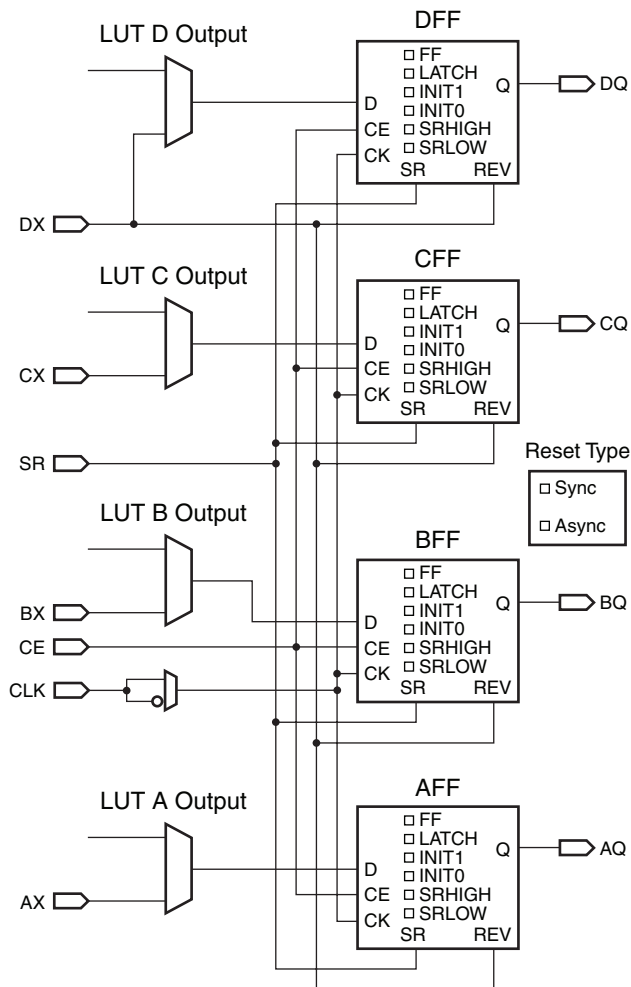 DFF
LUT D Output
FF
LATCH
INIT1
INIT0
SRHIGH
SRLOW
D
CE
CK
SR
REV
Q
DQ
DX
CFF
LUT C Output
FF
LATCH
INIT1
INIT0
SRHIGH
SRLOW
D
CE
CK
SR
REV
Q
CQ
CX
SR
Reset Type
Sync
Async
BFF
LUT B Output
FF
LATCH
INIT1
INIT0
SRHIGH
SRLOW
D
CE
CK
SR
REV
Q
BQ
BX
CE
CLK
AFF
LUT A Output
FF
LATCH
INIT1
INIT0
SRHIGH
SRLOW
D
CE
CK
SR
REV
Q
AQ
AX